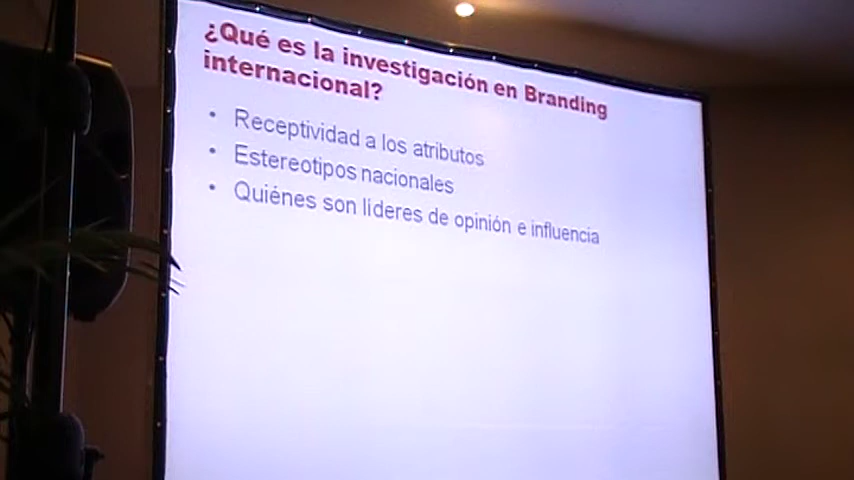 ¿Qué es la investigación en Branding
internacional?
• Receptividad a los atributos
• Estereotipos nacionales
• Quiénes son líderes de opinión e influencia